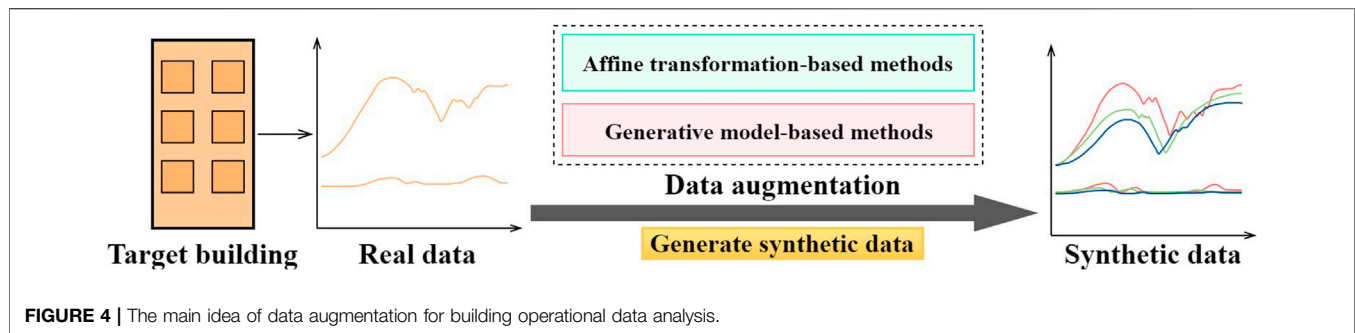 Affine transformation-based methods
Generative model-based methods
Data augmentation
Generate synthetic data
Target building
Real data
Synthetic data
FIGURE 4 | The main idea of data augmentation for building operational data analysis.